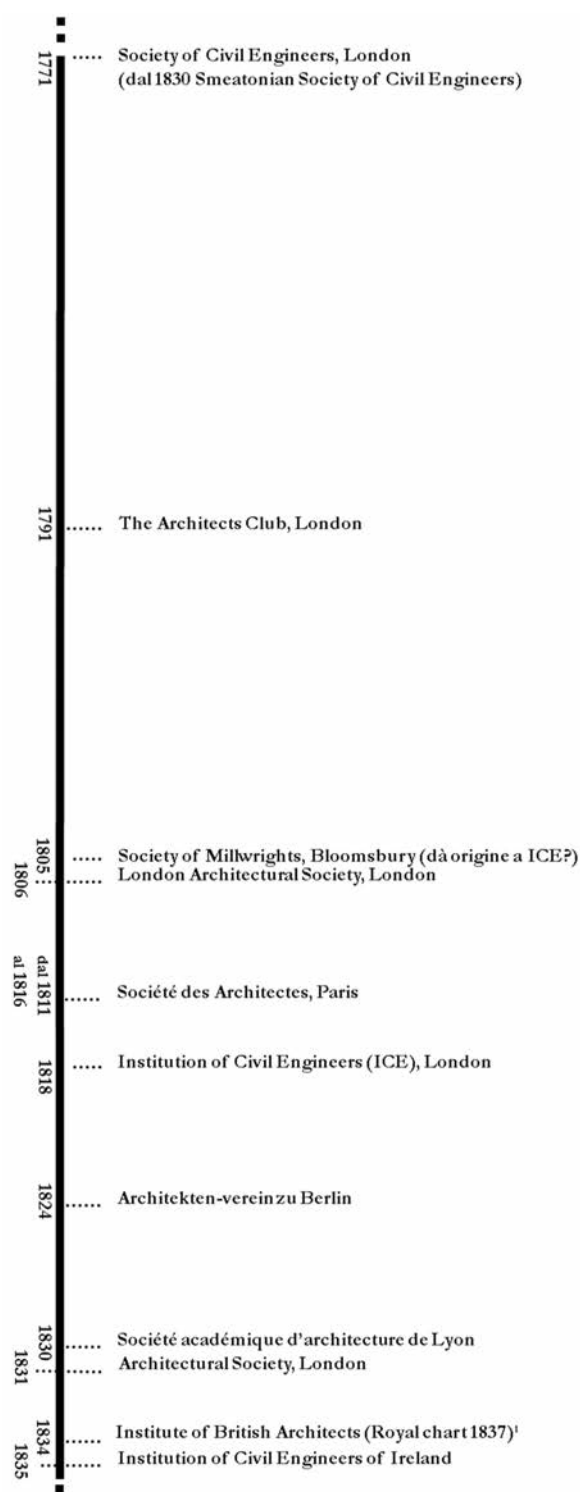 1771
Society of Civil Engineers, London
(dal 1830 Smeatonian Society of Civil Engineers)
1791
The Architects Club, London
1805
Society of Millwrights, Bloomsbury (dà origine a ICE?)
1806
London Architectural Society, London
dal 1811
al 1816
Société des Architectes, Paris
1818
Institution of Civil Engineers (ICE), London
1824
Architekten-verein zu Berlin
1830
Société académique d'architecture de Lyon
1831
Architectural Society, London
1834
Institute of British Architects (Royal chart 1837)¹
1835
Institution of Civil Engineers of Ireland